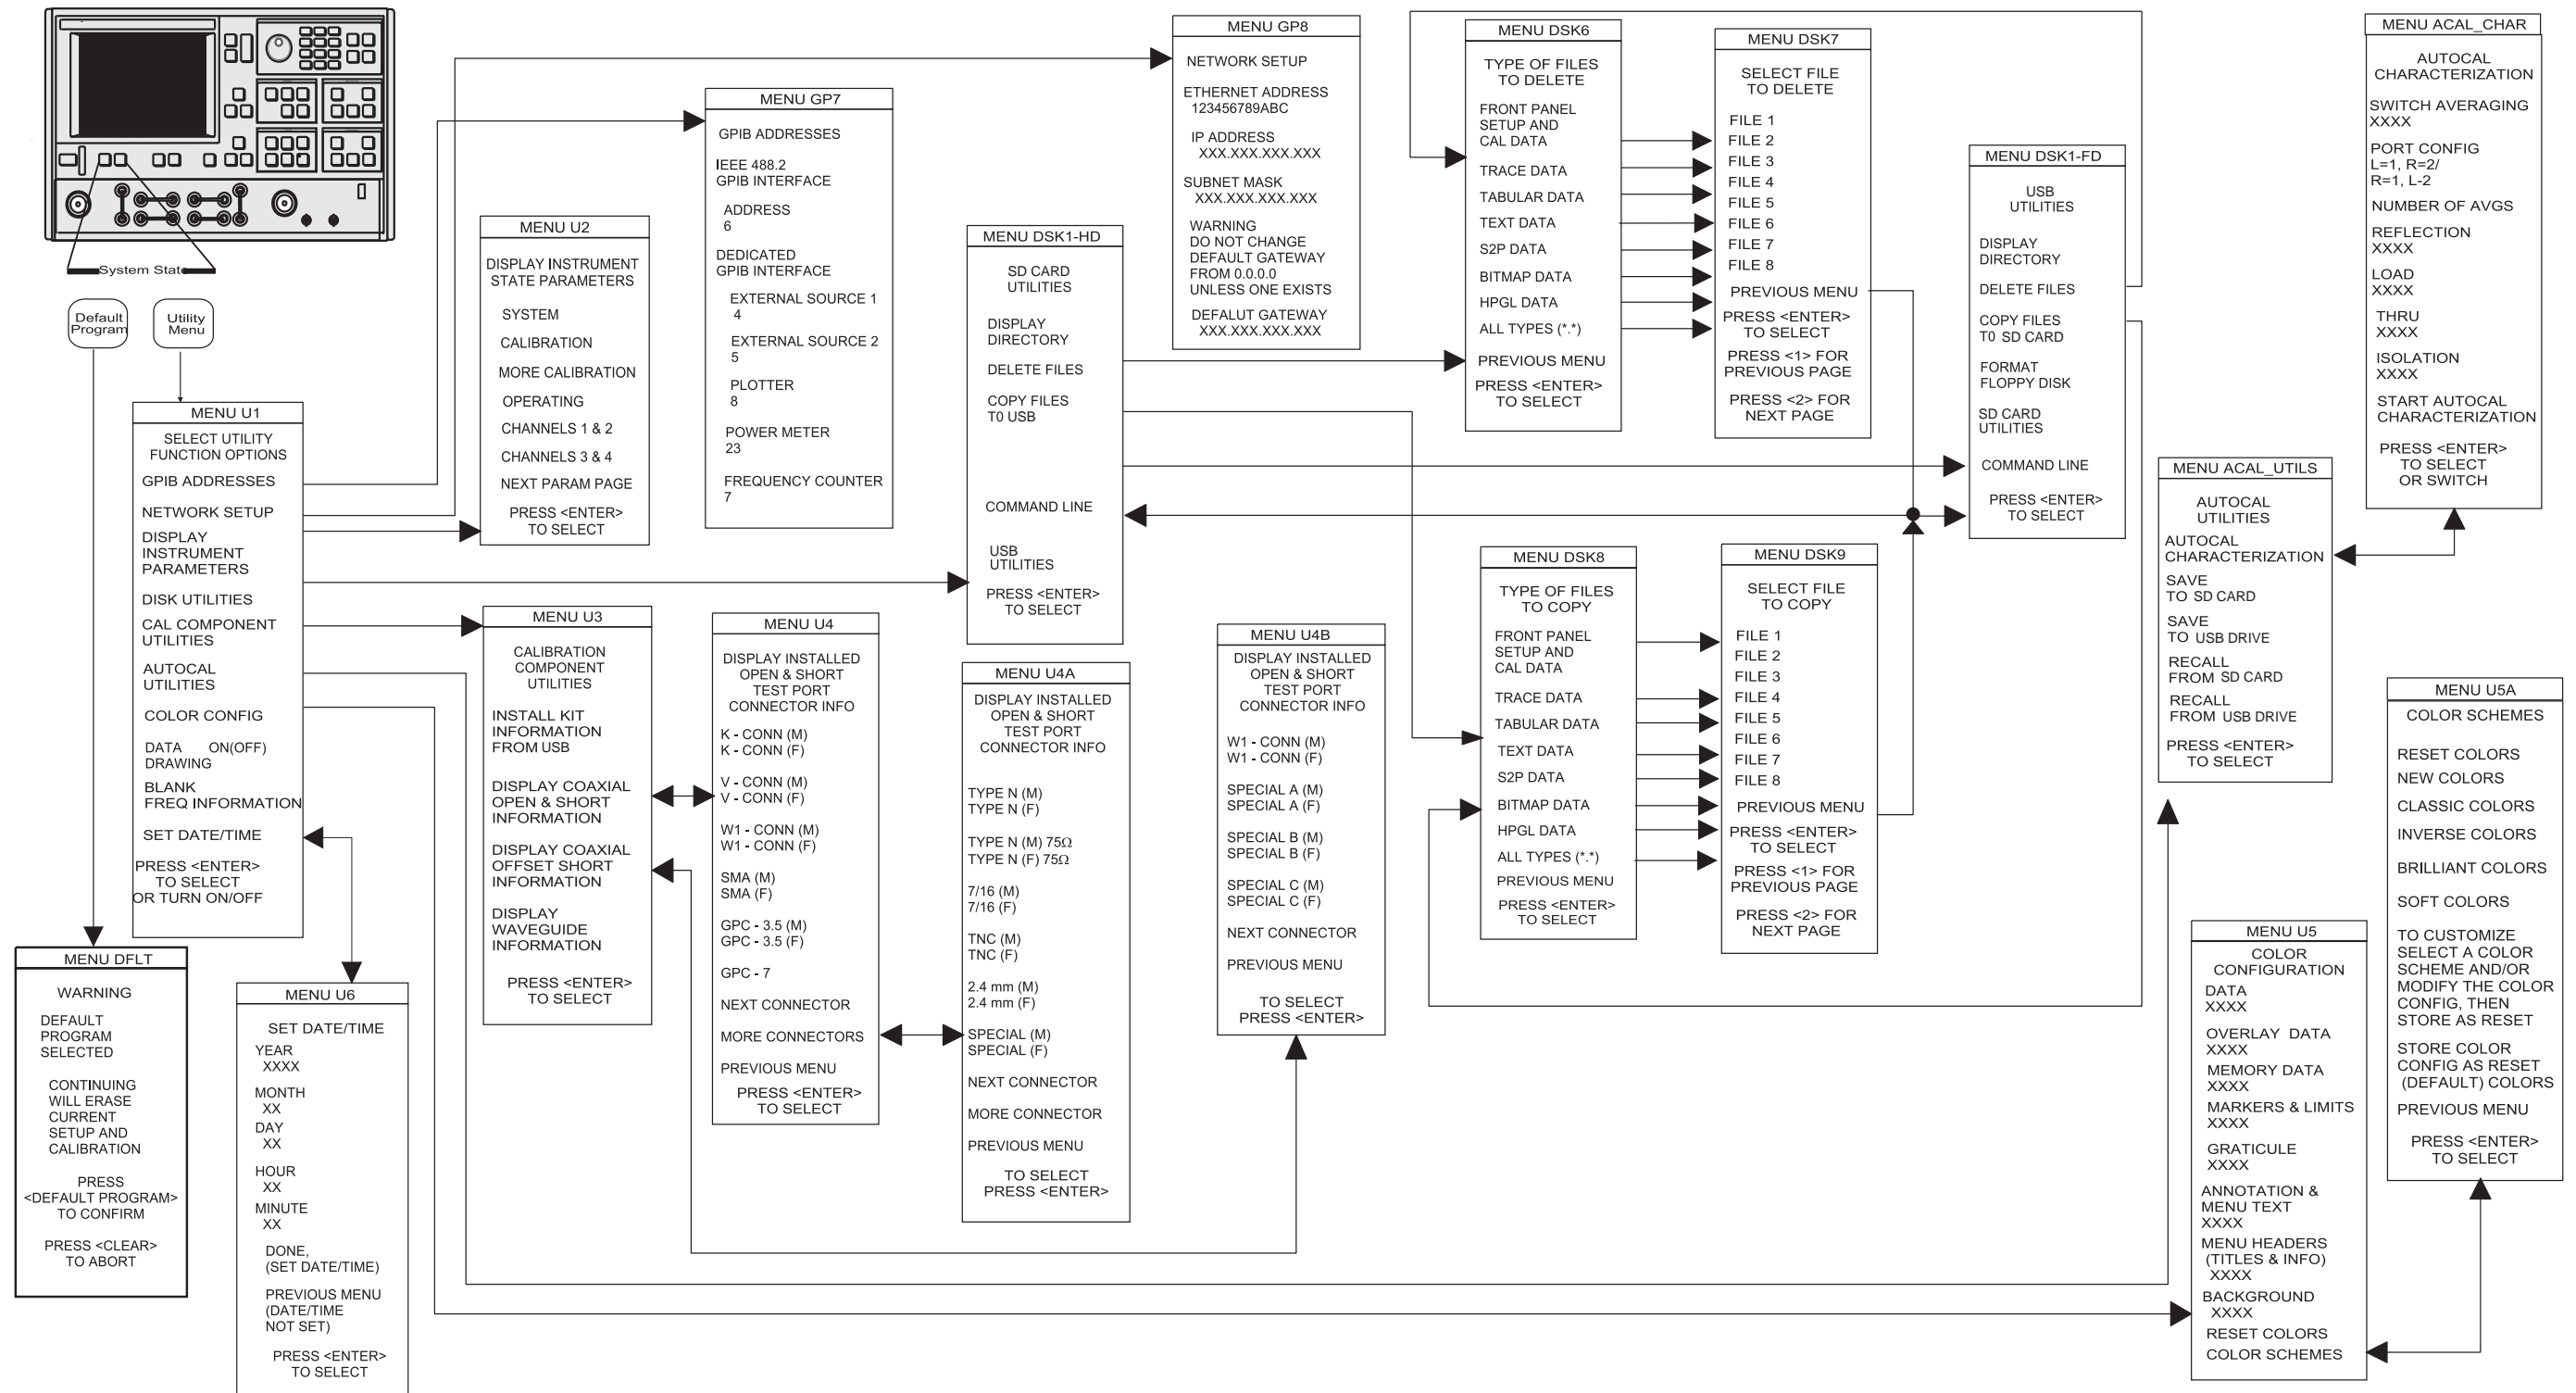 System State
Default
Program
Utility
Menu
MENU U1
SELECT UTILITY
FUNCTION OPTIONS
GPIB ADDRESSES
NETWORK SETUP
DISPLAY
INSTRUMENT
PARAMETERS
DISK UTILITIES
CAL COMPONENT
UTILITIES
AUTOCAL
UTILITIES
COLOR CONFIG
DATA ON(OFF)
DRAWING
BLANK
FREQ INFORMATION
SET DATE/TIME
PRESS <ENTER>
TO SELECT
OR TURN ON/OFF
MENU DFLT
WARNING
DEFAULT
PROGRAM
SELECTED
CONTINUING
WILL ERASE
CURRENT
SETUP AND
CALIBRATION
PRESS
<DEFAULT PROGRAM>
TO CONFIRM
PRESS <CLEAR>
TO ABORT
MENU U6
SET DATE/TIME
YEAR
XXXX
MONTH
XX
DAY
XX
HOUR
XX
MINUTE
XX
DONE,
(SET DATE/TIME)
PREVIOUS MENU
(DATE/TIME
NOT SET)
PRESS <ENTER>
TO SELECT
MENU U2
DISPLAY INSTRUMENT
STATE PARAMETERS
SYSTEM
CALIBRATION
MORE CALIBRATION
OPERATING
CHANNELS 1 & 2
CHANNELS 3 & 4
NEXT PARAM PAGE
PRESS <ENTER>
TO SELECT
MENU U3
CALIBRATION
COMPONENT
UTILITIES
INSTALL KIT
INFORMATION
FROM USB
DISPLAY COAXIAL
OPEN & SHORT
INFORMATION
DISPLAY COAXIAL
OFFSET SHORT
INFORMATION
DISPLAY
WAVEGUIDE
INFORMATION
PRESS <ENTER>
TO SELECT
MENU GP7
GPIB ADDRESSES
IEEE 488.2
GPIB INTERFACE
ADDRESS
6
DEDICATED
GPIB INTERFACE
EXTERNAL SOURCE 1
4
EXTERNAL SOURCE 2
5
PLOTTER
8
POWER METER
23
FREQUENCY COUNTER
7
MENU U4
DISPLAY INSTALLED
OPEN & SHORT
TEST PORT
CONNECTOR INFO
K - CONN (M)
K - CONN (F)
V - CONN (M)
V - CONN (F)
W1 - CONN (M)
W1 - CONN (F)
SMA (M)
SMA (F)
GPC - 3.5 (M)
GPC - 3.5 (F)
GPC - 7
NEXT CONNECTOR
MORE CONNECTORS
PREVIOUS MENU
PRESS <ENTER>
TO SELECT
MENU DSK1-HD
SD CARD
UTILITIES
DISPLAY
DIRECTORY
DELETE FILES
COPY FILES
T0 USB
COMMAND LINE
USB
UTILITIES
PRESS <ENTER>
TO SELECT
MENU U4A
DISPLAY INSTALLED
OPEN & SHORT
TEST PORT
CONNECTOR INFO
TYPE N (M)
TYPE N (F)
TYPE N (M) 75Ω
TYPE N (F) 75Ω
7/16 (M)
7/16 (F)
TNC (M)
TNC (F)
2.4 mm (M)
2.4 mm (F)
SPECIAL (M)
SPECIAL (F)
NEXT CONNECTOR
MORE CONNECTOR
PREVIOUS MENU
TO SELECT
PRESS <ENTER>
MENU GP8
NETWORK SETUP
ETHERNET ADDRESS
123456789ABC
IP ADDRESS
XXX.XXX.XXX.XXX
SUBNET MASK
XXX.XXX.XXX.XXX
WARNING
DO NOT CHANGE
DEFAULT GATEWAY
FROM 0.0.0.0
UNLESS ONE EXISTS
DEFALUT GATEWAY
XXX.XXX.XXX.XXX
MENU U4B
DISPLAY INSTALLED
OPEN & SHORT
TEST PORT
CONNECTOR INFO
W1 - CONN (M)
W1 - CONN (F)
SPECIAL A (M)
SPECIAL A (F)
SPECIAL B (M)
SPECIAL B (F)
SPECIAL C (M)
SPECIAL C (F)
NEXT CONNECTOR
PREVIOUS MENU
TO SELECT
PRESS <ENTER>
MENU DSK6
TYPE OF FILES
TO DELETE
FRONT PANEL
SETUP AND
CAL DATA
TRACE DATA
TABULAR DATA
TEXT DATA
S2P DATA
BITMAP DATA
HPGL DATA
ALL TYPES (*.*)
PREVIOUS MENU
PRESS <ENTER>
TO SELECT
MENU DSK7
SELECT FILE
TO DELETE
FILE 1
FILE 2
FILE 3
FILE 4
FILE 5
FILE 6
FILE 7
FILE 8
PREVIOUS MENU
PRESS <ENTER>
TO SELECT
PRESS <1> FOR
PREVIOUS PAGE
PRESS <2> FOR
NEXT PAGE
MENU DSK8
TYPE OF FILES
TO COPY
FRONT PANEL
SETUP AND
CAL DATA
TRACE DATA
TABULAR DATA
TEXT DATA
S2P DATA
BITMAP DATA
HPGL DATA
ALL TYPES (*.*)
PREVIOUS MENU
PRESS <ENTER>
TO SELECT
MENU DSK9
SELECT FILE
TO COPY
FILE 1
FILE 2
FILE 3
FILE 4
FILE 5
FILE 6
FILE 7
FILE 8
PREVIOUS MENU
PRESS <ENTER>
TO SELECT
PRESS <1> FOR
PREVIOUS PAGE
PRESS <2> FOR
NEXT PAGE
MENU DSK1-FD
USB
UTILITIES
DISPLAY
DIRECTORY
DELETE FILES
COPY FILES
T0 SD CARD
FORMAT
FLOPPY DISK
SD CARD
UTILITIES
COMMAND LINE
PRESS <ENTER>
TO SELECT
MENU ACAL_UTILS
AUTOCAL
UTILITIES
AUTOCAL
CHARACTERIZATION
SAVE
TO SD CARD
SAVE
TO USB DRIVE
RECALL
FROM SD CARD
RECALL
FROM USB DRIVE
PRESS <ENTER>
TO SELECT
MENU ACAL_CHAR
AUTOCAL
CHARACTERIZATION
SWITCH AVERAGING
XXXX
PORT CONFIG
L=1, R=2/
R=1, L-2
NUMBER OF AVGS
REFLECTION
XXXX
LOAD
XXXX
THRU
XXXX
ISOLATION
XXXX
START AUTOCAL
CHARACTERIZATION
PRESS <ENTER>
TO SELECT
OR SWITCH
MENU U5
COLOR
CONFIGURATION
DATA
XXXX
OVERLAY DATA
XXXX
MEMORY DATA
XXXX
MARKERS & LIMITS
XXXX
GRATICULE
XXXX
ANNOTATION &
MENU TEXT
XXXX
MENU HEADERS
(TITLES & INFO)
XXXX
BACKGROUND
XXXX
RESET COLORS
COLOR SCHEMES
MENU U5A
COLOR SCHEMES
RESET COLORS
NEW COLORS
CLASSIC COLORS
INVERSE COLORS
BRILLIANT COLORS
SOFT COLORS
TO CUSTOMIZE
SELECT A COLOR
SCHEME AND/OR
MODIFY THE COLOR
CONFIG, THEN
STORE AS RESET
STORE COLOR
CONFIG AS RESET
(DEFAULT) COLORS
PREVIOUS MENU
PRESS <ENTER>
TO SELECT